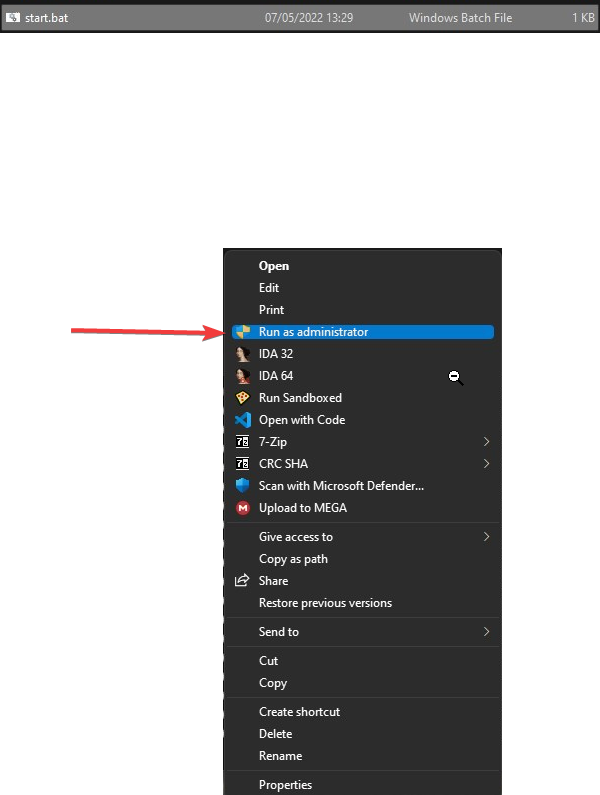 start.bat 07/05/2022 13:29 Windows Batch File 1 KB
Open
Edit
Print
Run as administrator
IDA 32
IDA 64
Run Sandboxed
Open with Code
7-Zip
CRC SHA
Scan with Microsoft Defender...
Upload to MEGA
Give access to
Copy as path
Share
Restore previous versions
Send to
Cut
Copy
Create shortcut
Delete
Rename
Properties